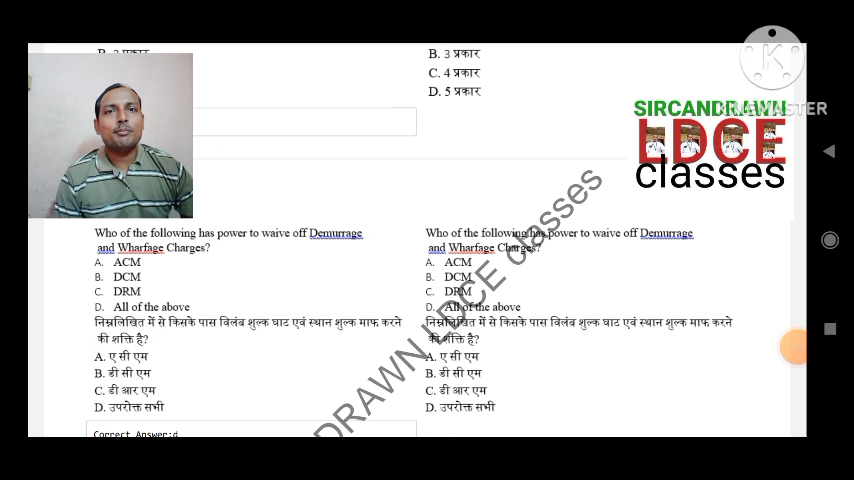 B. 3 प्रकार
C. 4 प्रकार
D. 5 प्रकार
KINEMASTER
SIRCANDRAWN
LDCE
classes
Who of the following has power to waive off Demurrage
and Wharfage Charges?
A. ACM
B. DCM
C. DRM
D. All of the above
निम्नलिखित में से किसके पास विलंब शुल्क घाट एवं स्थान शुल्क माफ करने
की शक्ति है?
A. ए सी एम
B. डी सी एम
C. डी आर एम
D. उपरोक्त सभी
Correct Answer:d
Who of the following has power to waive off Demurrage
and Wharfage Charges?
A. ACM
B. DCM
C. DRM
D. All of the above
निम्नलिखित में से किसके पास विलंब शुल्क घाट एवं स्थान शुल्क माफ करने
की शक्ति है?
A. ए सी एम
B. डी सी एम
C. डी आर एम
D. उपरोक्त सभी
DRAWN LDCE classes